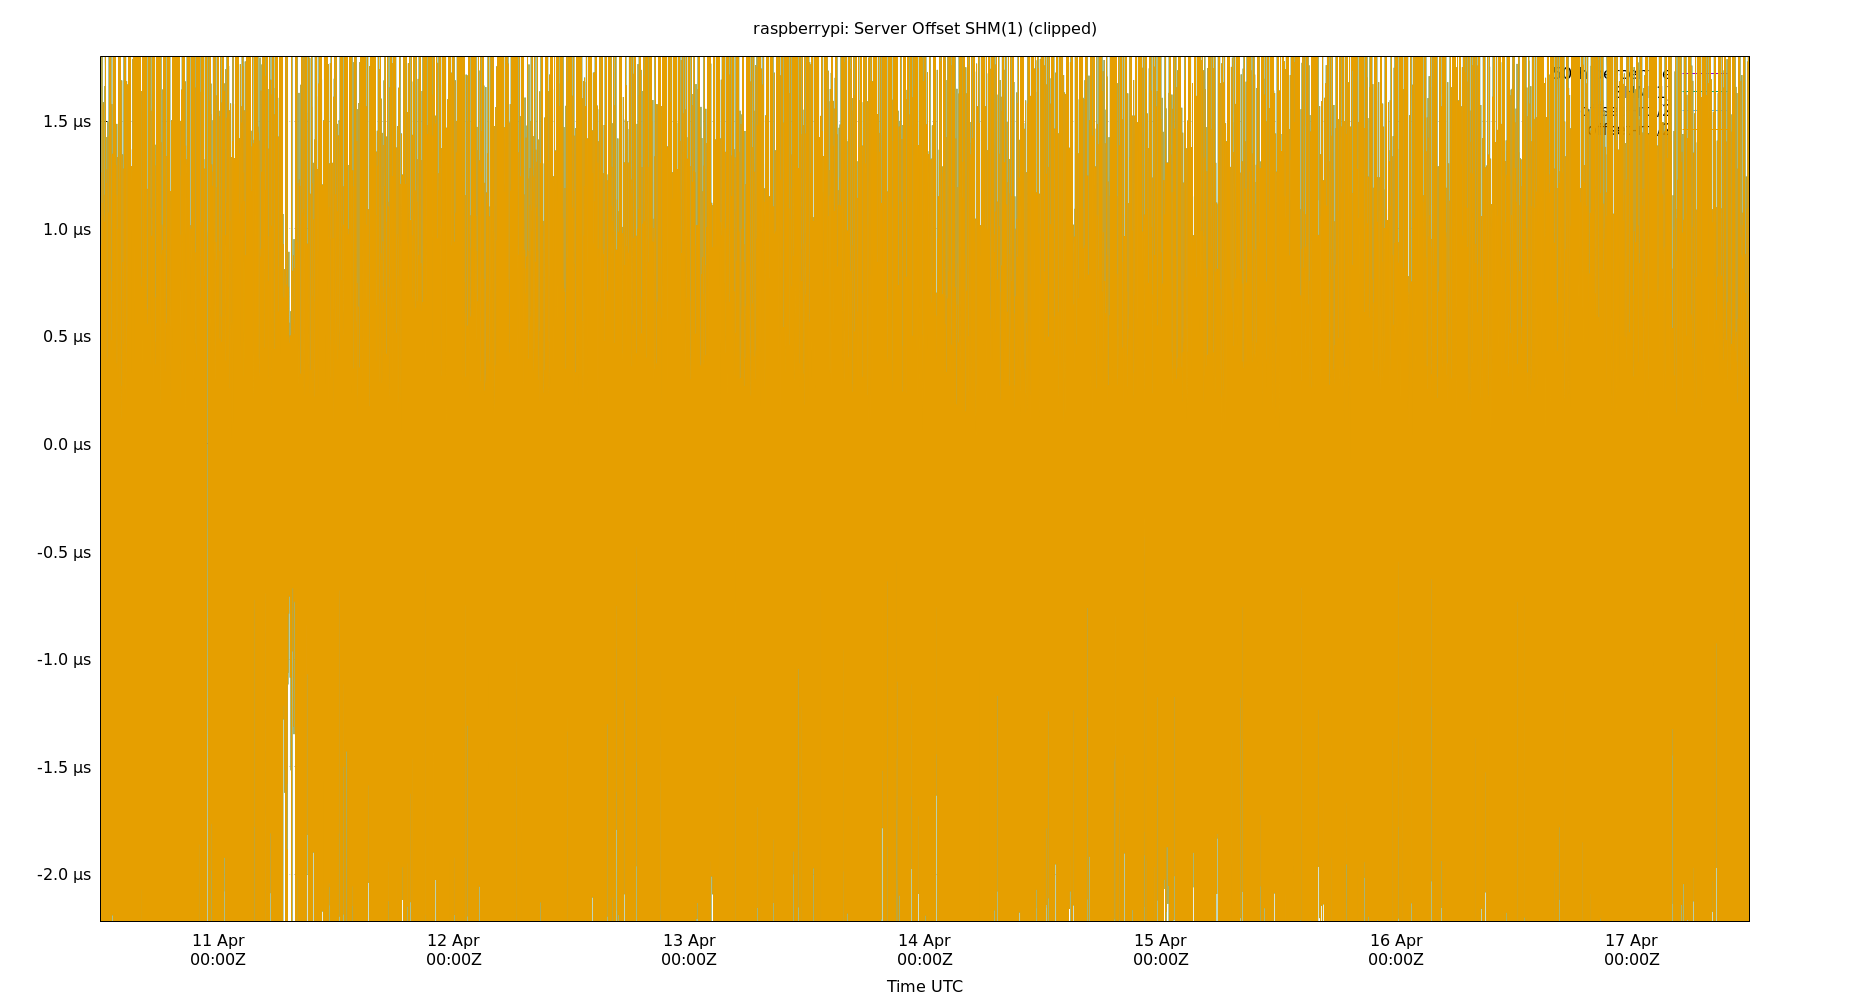 raspberrypi: Server Offset SHM(1) (clipped)
1.5 µs
1.0 µs
0.5 µs
0.0 µs
-0.5 µs
-1.0 µs
-1.5 µs
-2.0 µs
11 Apr 12 Apr 13 Apr 14 Apr 15 Apr 16 Apr 17 Apr
00:00Z 00:00Z 00:00Z 00:00Z 00:00Z 00:00Z 00:00Z
Time UTC